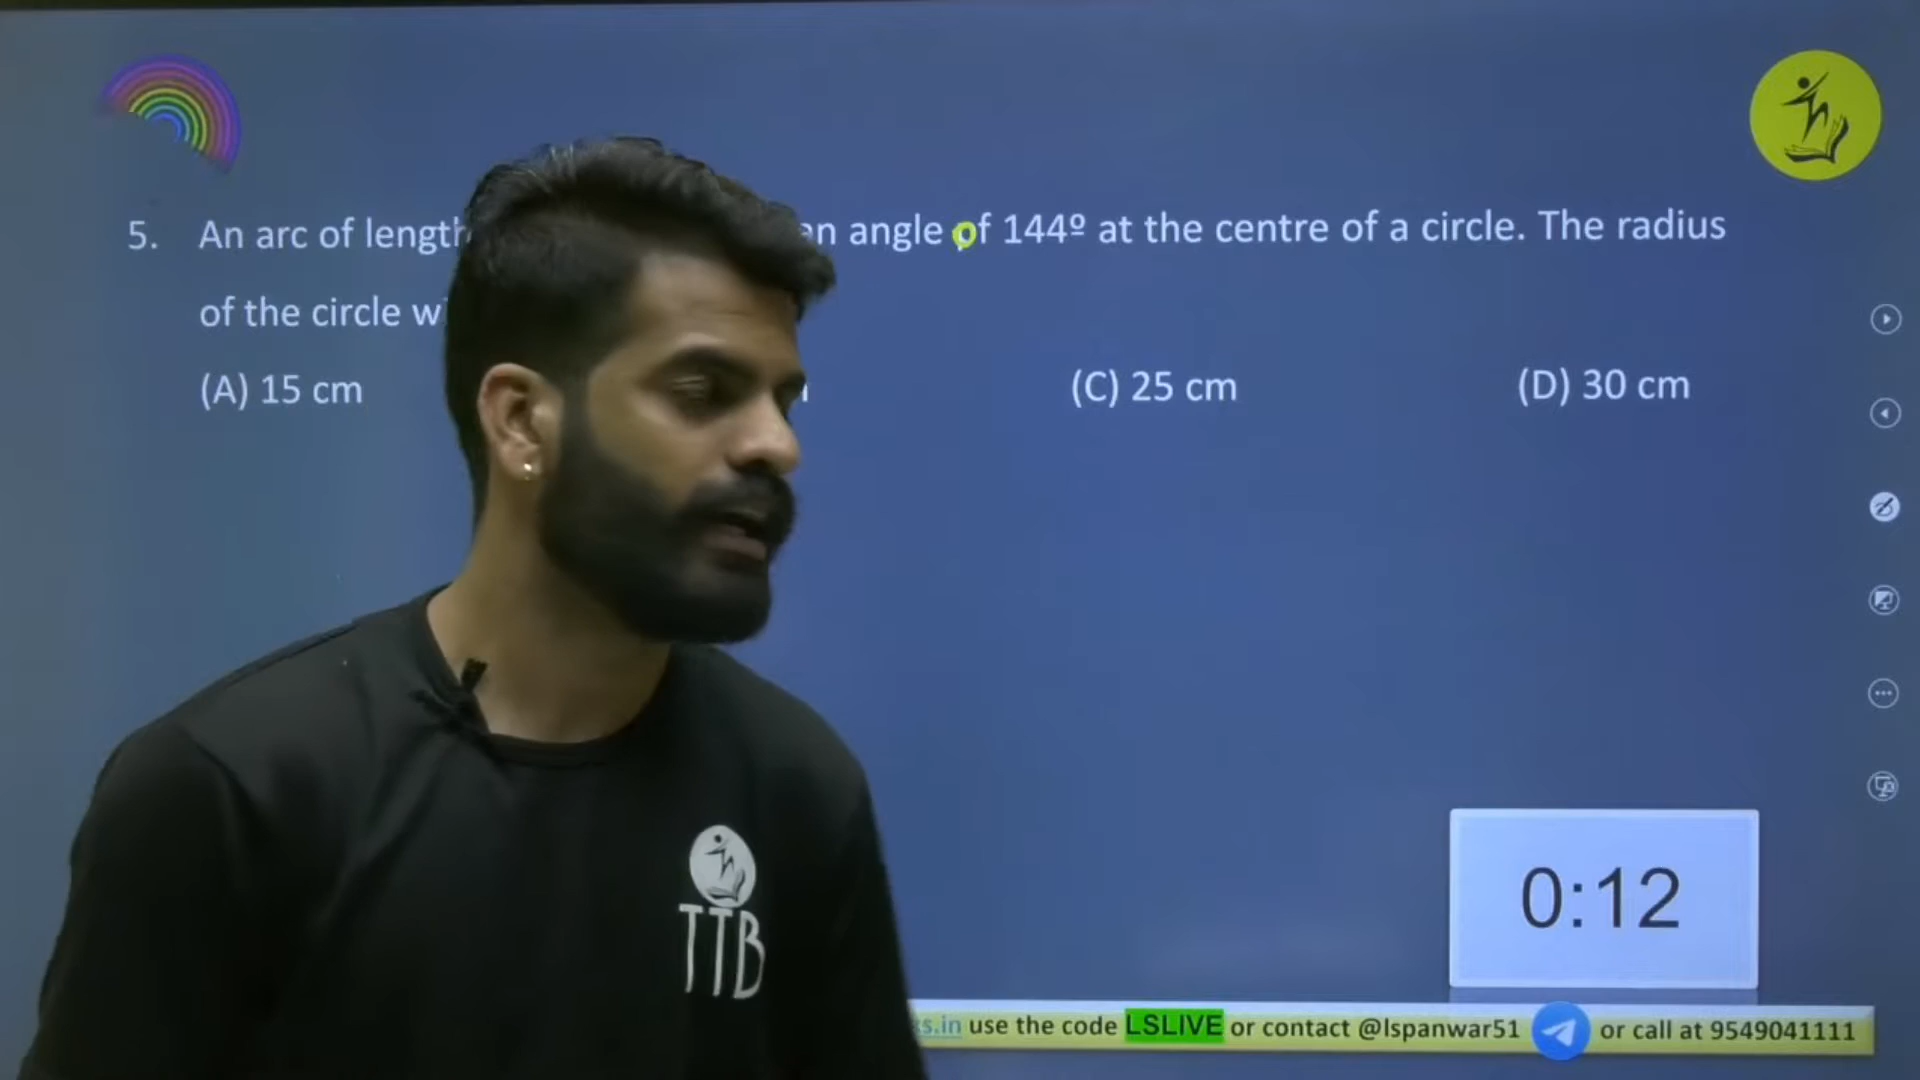 5. An arc of length an angle of 144º at the centre of a circle. The radius
of the circle
(A) 15 cm (C) 25 cm (D) 30 cm
TTB
0:12
use the code LSLIVE or contact @lspanwar51 or call at 9549041111